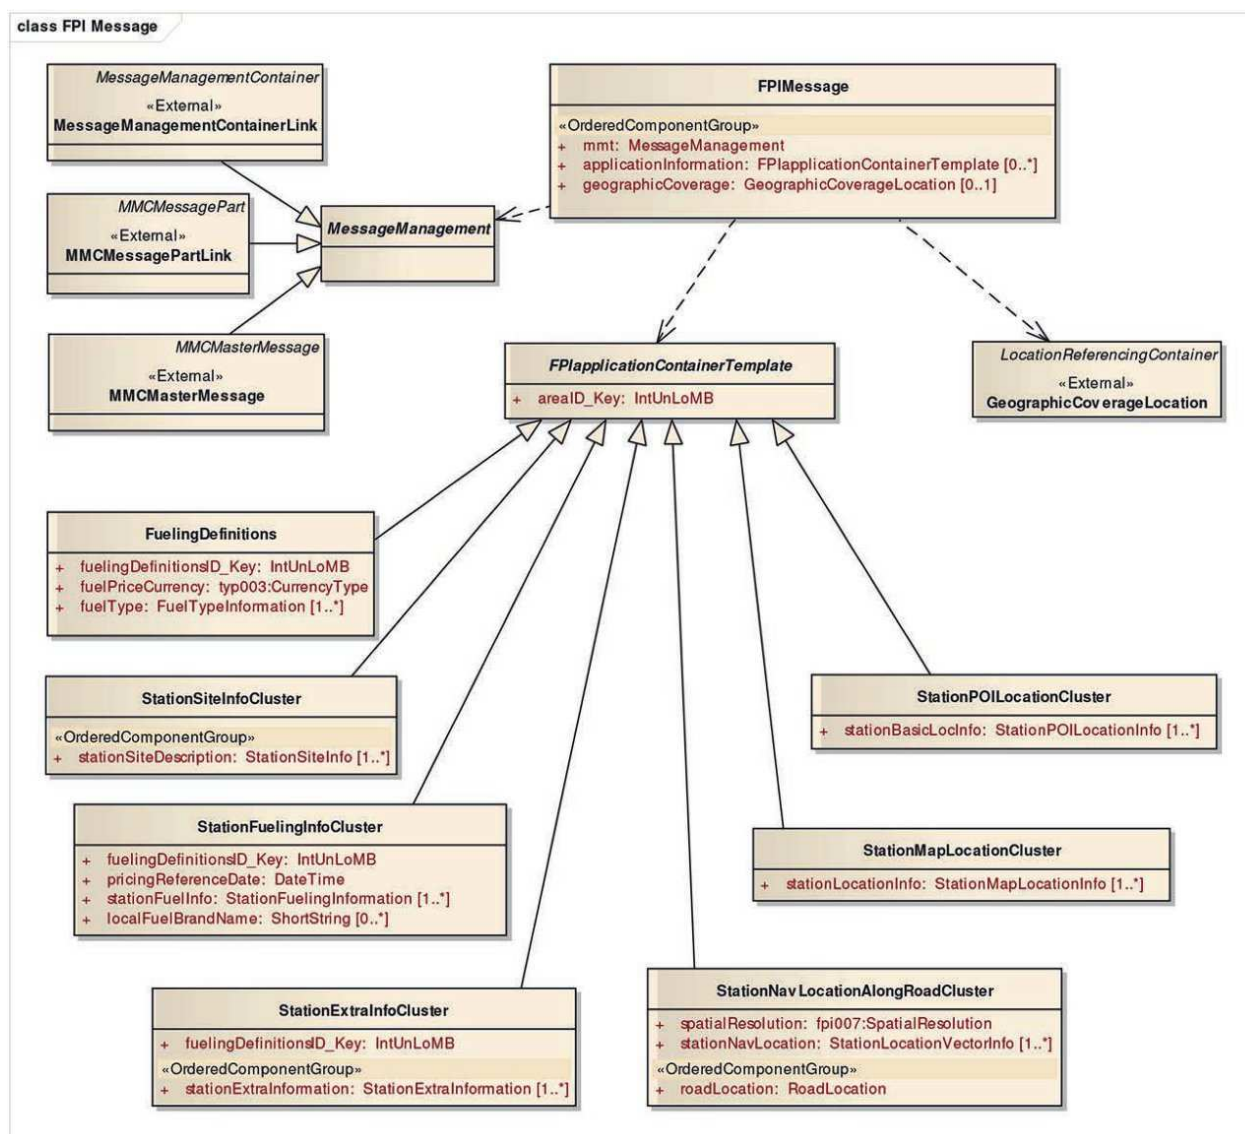 class FPI Message
MessageManagementContainer
«External»
MessageManagementContainerLink
FPIMessage
«OrderedComponentGroup»
+ mmt: MessageManagement
+ applicationInformation: FPIapplicationContainerTemplate [0..*]
+ geographicCoverage: GeographicCoverageLocation [0..1]
MMCMessagePart
«External»
MMCMessagePartLink
MessageManagement
MMCMasterMessage
«External»
MMCMasterMessage
FPIapplicationContainerTemplate
+ areaID_Key: IntUnLoMB
LocationReferencingContainer
«External»
GeographicCoverageLocation
FuelingDefinitions
+ fuelingDefinitionsID_Key: IntUnLoMB
+ fuelPriceCurrency: typ003:CurrencyType
+ fuelType: FuelTypeInformation [1..*]
StationSiteInfoCluster
«OrderedComponentGroup»
+ stationSiteDescription: StationSiteInfo [1..*]
StationPOILocationCluster
+ stationBasicLocInfo: StationPOILocationInfo [1..*]
StationFuelingInfoCluster
+ fuelingDefinitionsID_Key: IntUnLoMB
+ pricingReferenceDate: DateTime
+ stationFuelInfo: StationFuelingInformation [1..*]
+ localFuelBrandName: ShortString [0..*]
StationMapLocationCluster
+ stationLocationInfo: StationMapLocationInfo [1..*]
StationExtraInfoCluster
+ fuelingDefinitionsID_Key: IntUnLoMB
«OrderedComponentGroup»
+ stationExtraInformation: StationExtraInformation [1..*]
StationNavLocationAlongRoadCluster
+ spatialResolution: fpi007:SpatialResolution
+ stationNavLocation: StationLocationVectorInfo [1..*]
«OrderedComponentGroup»
+ roadLocation: RoadLocation